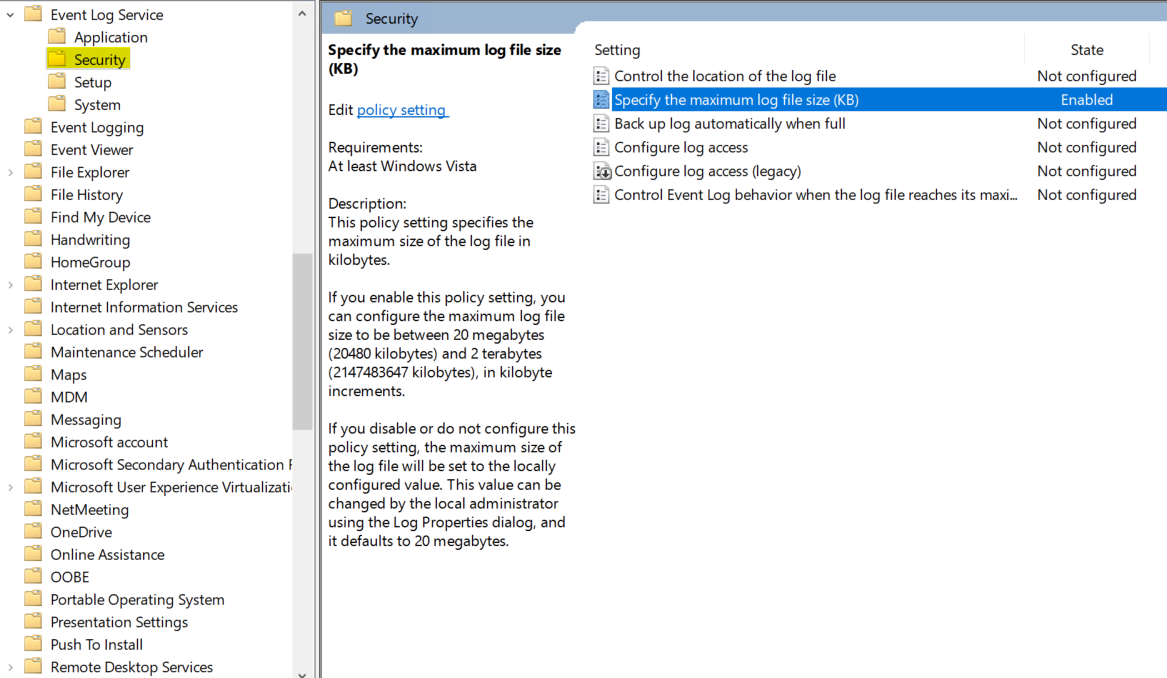 Event Log Service
Application
Security
Setup
System
Event Logging
Event Viewer
File Explorer
File History
Find My Device
Handwriting
HomeGroup
Internet Explorer
Internet Information Services
Location and Sensors
Maintenance Scheduler
Maps
MDM
Messaging
Microsoft account
Microsoft Secondary Authentication F
Microsoft User Experience Virtualizati
NetMeeting
OneDrive
Online Assistance
OOBE
Portable Operating System
Presentation Settings
Push To Install
Remote Desktop Services
Security
Specify the maximum log file size
(KB)
Edit policy setting
Requirements:
At least Windows Vista
Description:
This policy setting specifies the
maximum size of the log file in
kilobytes.
If you enable this policy setting, you
can configure the maximum log file
size to be between 20 megabytes
(20480 kilobytes) and 2 terabytes
(2147483647 kilobytes), in kilobyte
increments.
If you disable or do not configure this
policy setting, the maximum size of
the log file will be set to the locally
configured value. This value can be
changed by the local administrator
using the Log Properties dialog, and
it defaults to 20 megabytes.
Setting State
Control the location of the log file Not configured
Specify the maximum log file size (KB) Enabled
Back up log automatically when full Not configured
Configure log access Not configured
Configure log access (legacy) Not configured
Control Event Log behavior when the log file reaches its maxi... Not configured